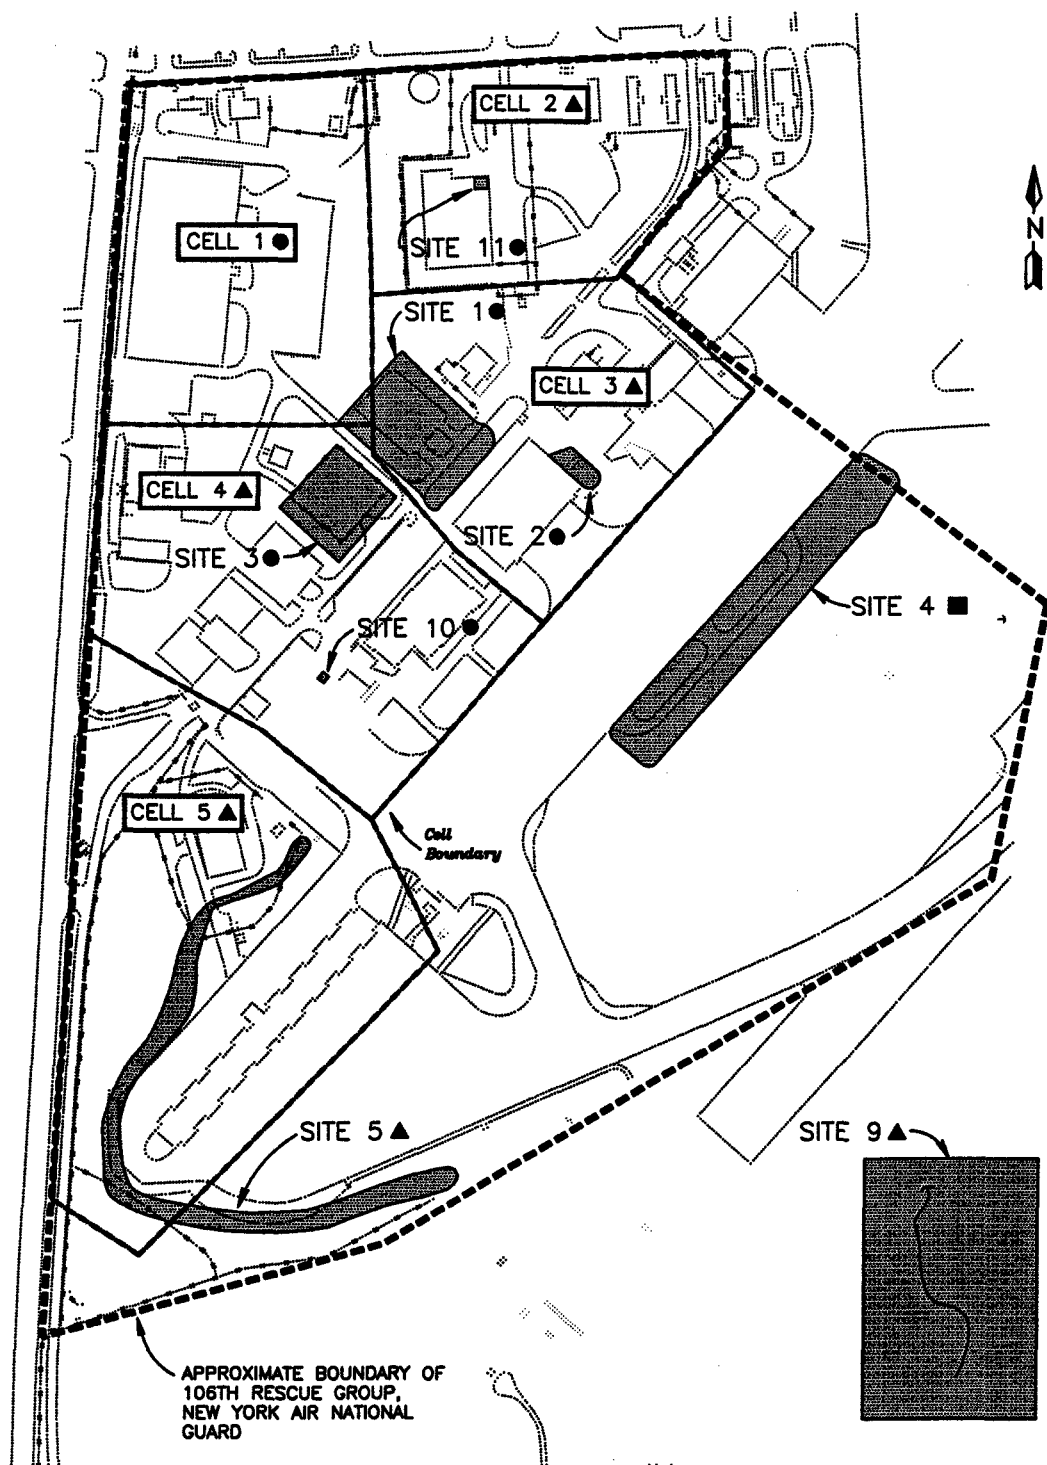 CELL 2 ▲
CELL 1 ●
SITE 11 ●
N
SITE 1 ●
CELL 3 ▲
CELL 4 ▲
SITE 2 ●
SITE 3 ●
SITE 4 ■
SITE 10 ●
CELL 5 ▲
Cell
Boundary
SITE 5 ▲
SITE 9 ▲
APPROXIMATE BOUNDARY OF
106TH RESCUE GROUP,
NEW YORK AIR NATIONAL
GUARD